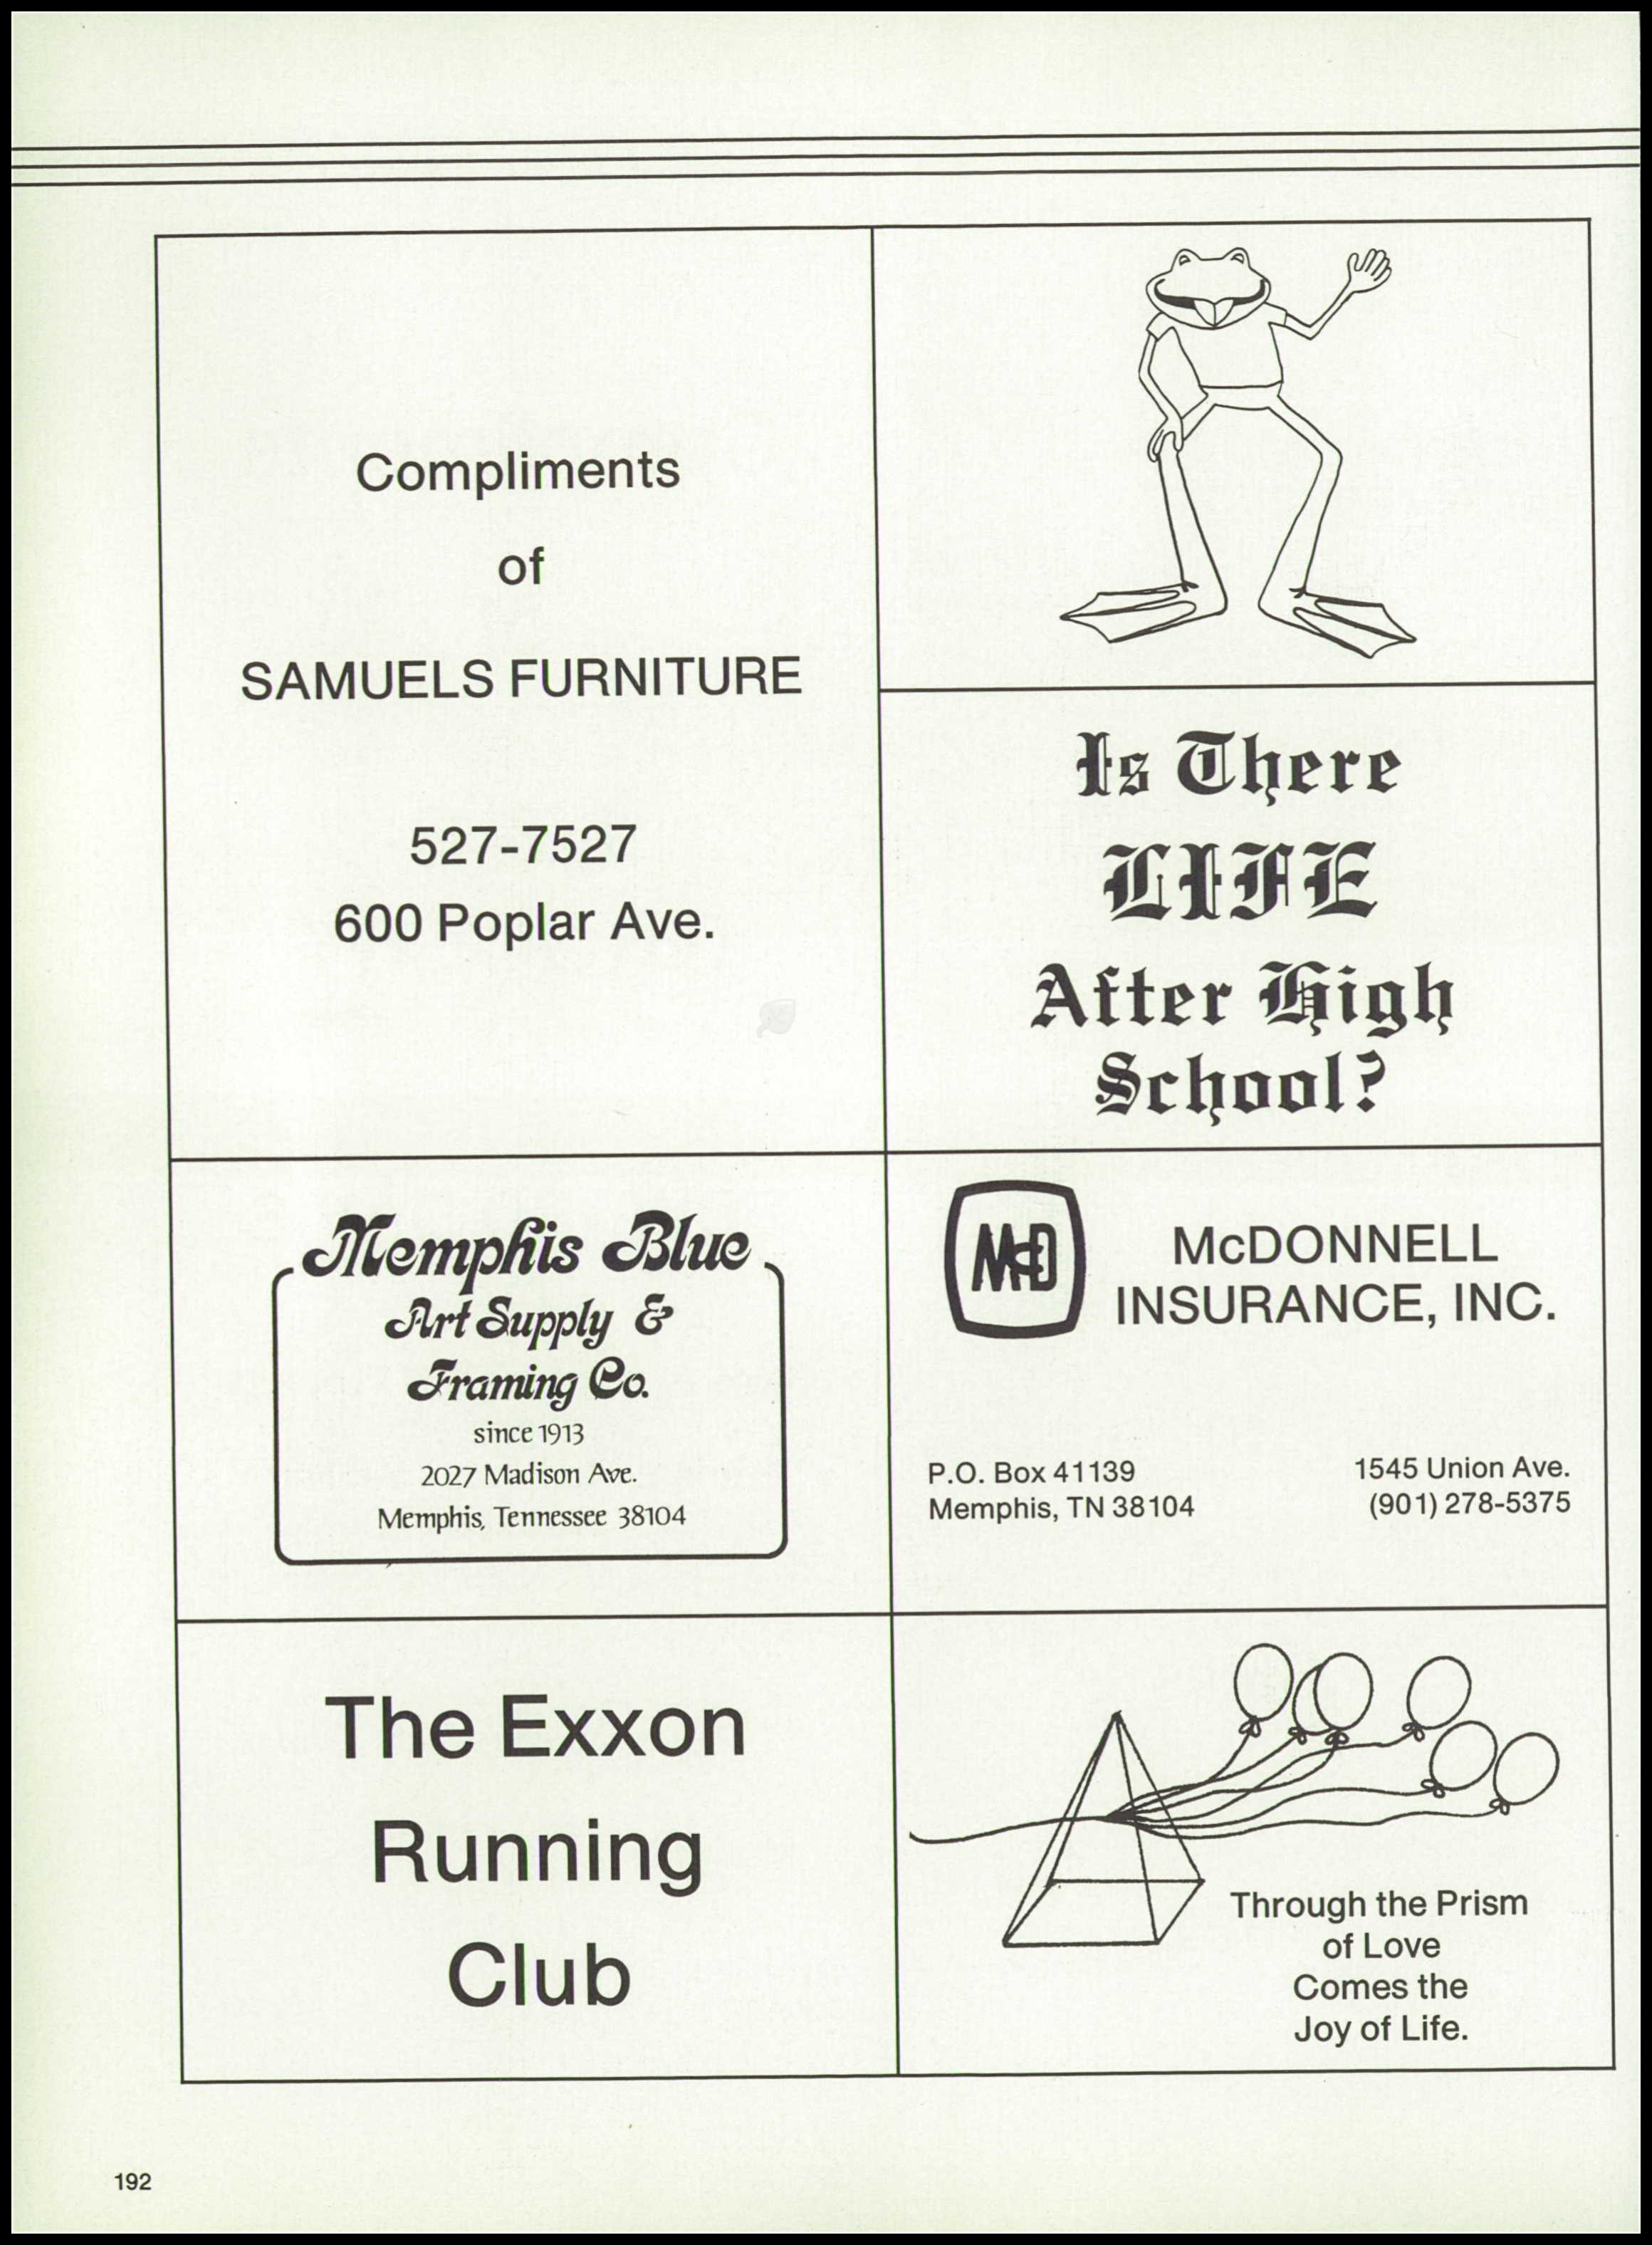 Compliments
of
SAMUELS FURNITURE
527-7527
600 Poplar Ave.
Is There
LIFE
After High
School?
Memphis Blue
Art Supply &
Framing Co.
since 1913
2027 Madison Ave.
Memphis, Tennessee 38104
McD
McDONNELL
INSURANCE, INC.
P.O. Box 41139
Memphis, TN 38104
1545 Union Ave.
(901) 278-5375
The Exxon
Running
Club
Through the Prism
of Love
Comes the
Joy of Life.
192